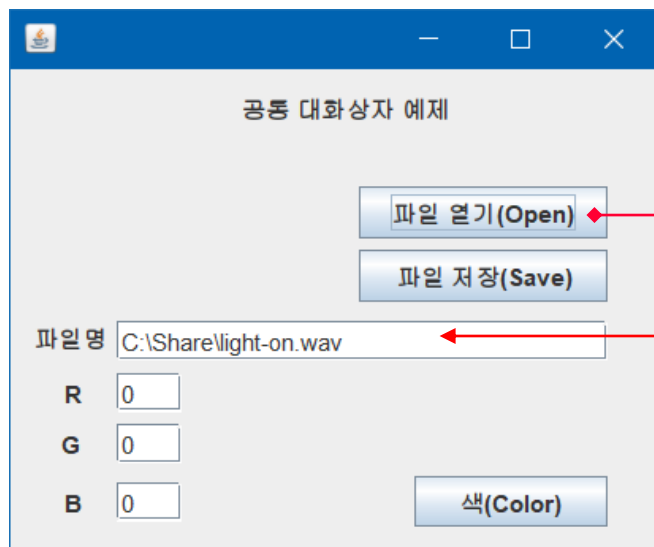 공통 대화상자 예제
파일 열기(Open)
파일 저장(Save)
파일명 C:\Share\light-on.wav
R 0
G 0
B 0 색(Color)